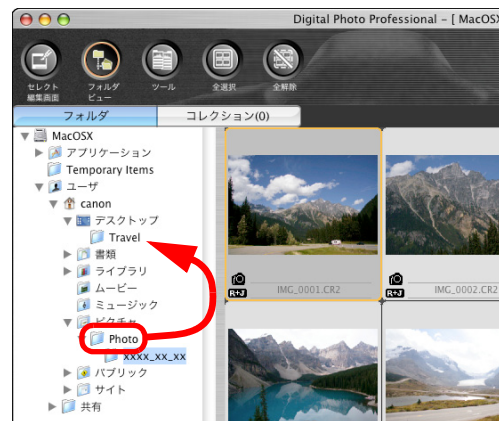 Digital Photo Professional – [ MacOSX
セレクト
編集画面
フォルダ
ビュー
ツール
全選択
全解除
フォルダ
コレクション(0)
MacOSX
アプリケーション
Temporary Items
ユーザ
canon
デスクトップ
Travel
書類
ライブラリ
ムービー
ミュージック
ピクチャ
Photo
xxxx_xx_xx
パブリック
サイト
共有
R+J
IMG_0001.CR2
R+J
IMG_0002.CR2